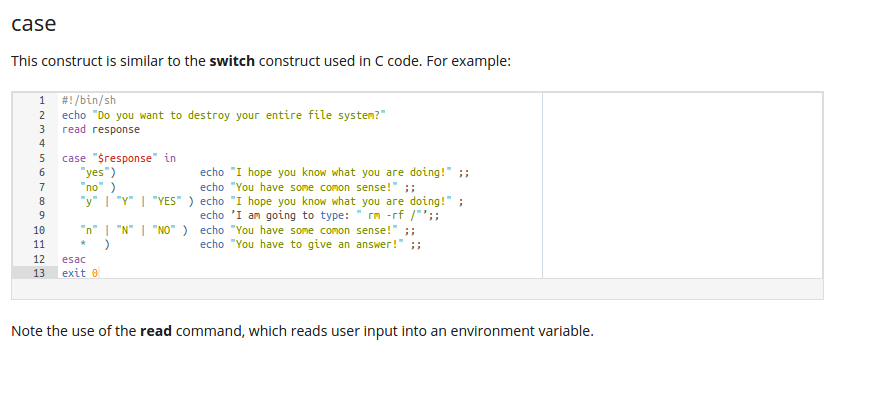 case
This construct is similar to the switch construct used in C code. For example:
1 #!/bin/sh
2 echo "Do you want to destroy your entire file system?"
3 read response
4
5 case "$response" in
6 "yes") echo "I hope you know what you are doing!" ;;
7 "no" ) echo "You have some comon sense!" ;;
8 "y" | "Y" | "YES" ) echo "I hope you know what you are doing!" ;
9 echo ’I am going to type: " rm -rf /"’;;
10 "n" | "N" | "NO" ) echo "You have some comon sense!" ;;
11 * ) echo "You have to give an answer!" ;;
12 esac
13 exit 0
Note the use of the read command, which reads user input into an environment variable.